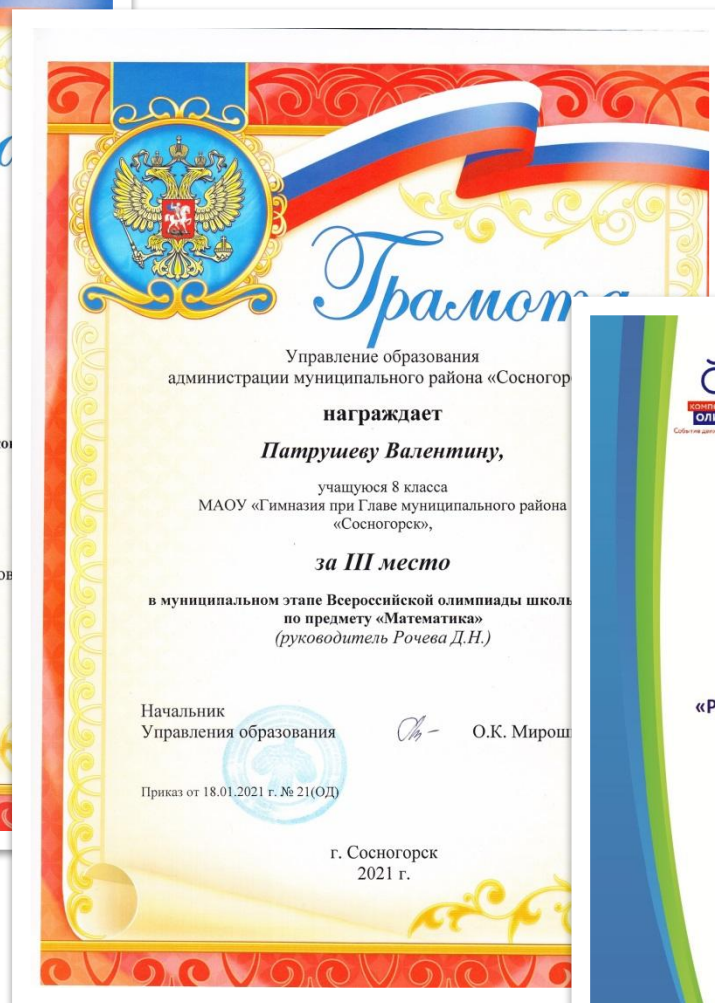 Грамота
Управление образования
администрации муниципального района «Сосногор
награждает
Патрушеву Валентину,
учащуюся 8 класса
МАОУ «Гимназия при Главе муниципального района
«Сосногорск»,
за III место
в муниципальном этапе Всероссийской олимпиады школь
по предмету «Математика»
(руководитель Рочева Д.Н.)
Начальник
Управления образования О.К. Мирош
Приказ от 18.01.2021 г. № 21(ОД)
г. Сосногорск
2021 г.
«Р